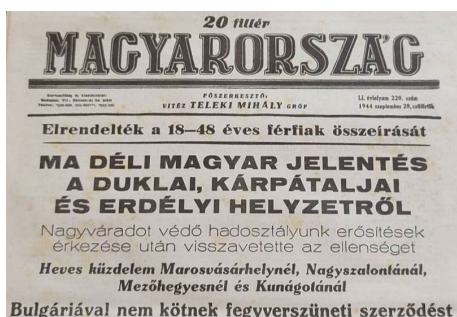 20 fillér
MAGYARORSZÁG
FŐSZERKESZTŐ:
VITÉZ TELEKI MIHÁLY GRÓF
LI. évfolyam 220. szám
1944 szeptember 28, csütörtök
Elrendelték a 18—48 éves férfiak összeírását
MA DÉLI MAGYAR JELENTÉS
A DUKLAI, KÁRPÁTALJAI
ÉS ERDÉLYI HELYZETRŐL
Nagyváradot védő hadosztályunk erősítések
érkezése után visszavetette az ellenséget
Heves küzdelem Marosvásárhelynél, Nagyszalontánál,
Mezőhegyesnél és Kunágotánál
Bulgáriával nem kötnek fegyverszüneti szerződést